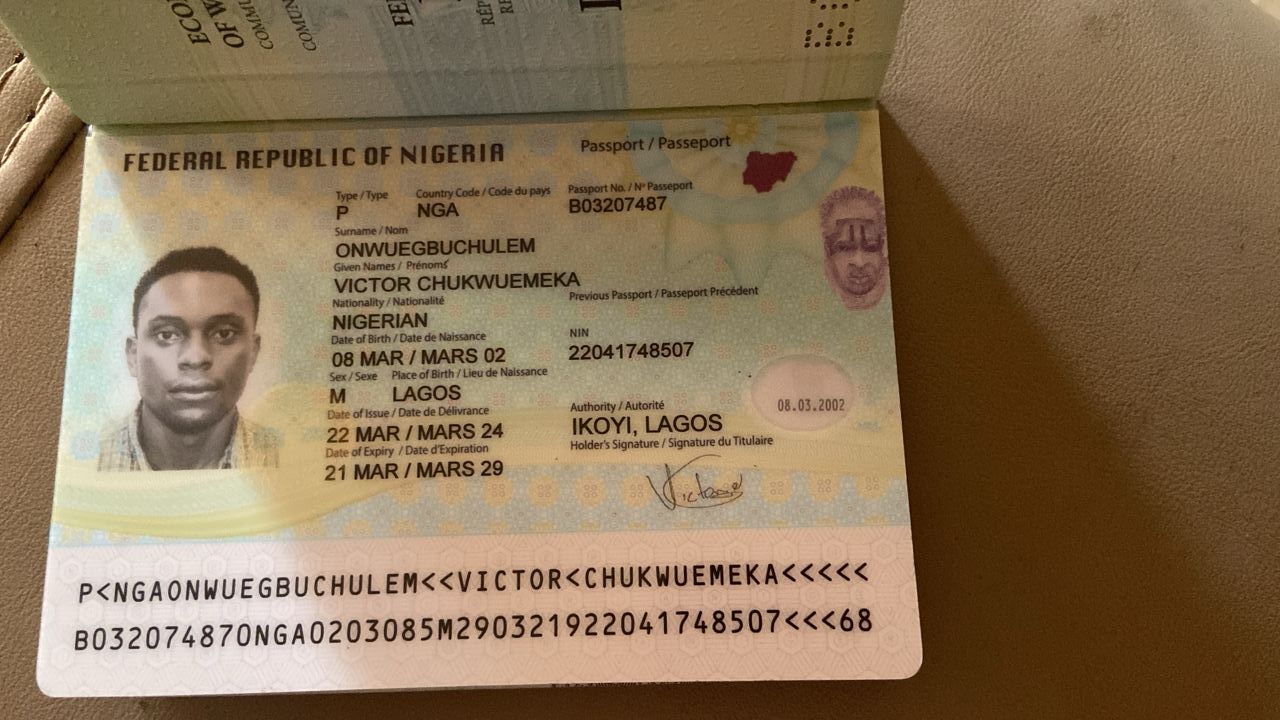 ECO
OF W
COMMU
COMUN
FE
RÉP
RE
FEDERAL REPUBLIC OF NIGERIA
Passport / Passeport
Type / Type Country Code / Code du pays Passport No. / Nº Passeport
P NGA B03207487
Surname / Nom
ONWUEGBUCHULEM
Given Names / Prénoms
VICTOR CHUKWUEMEKA
Nationality / Nationalité Previous Passport / Passeport Précédent
NIGERIAN
Date of Birth / Date de Naissance NIN
08 MAR / MARS 02 22041748507
Sex / Sexe Place of Birth / Lieu de Naissance
M LAGOS
08.03.2002
Date of Issue / Date de Délivrance Authority / Autorité
22 MAR / MARS 24 IKOYI, LAGOS
Date of Expiry / Date d'Expiration Holder's Signature / Signature du Titulaire
21 MAR / MARS 29
P<NGAONWUEGBUCHULEM<<VICTOR<CHUKWUEMEKA<<<<<
B032074870NGA0203085M290321922041748507<<<68